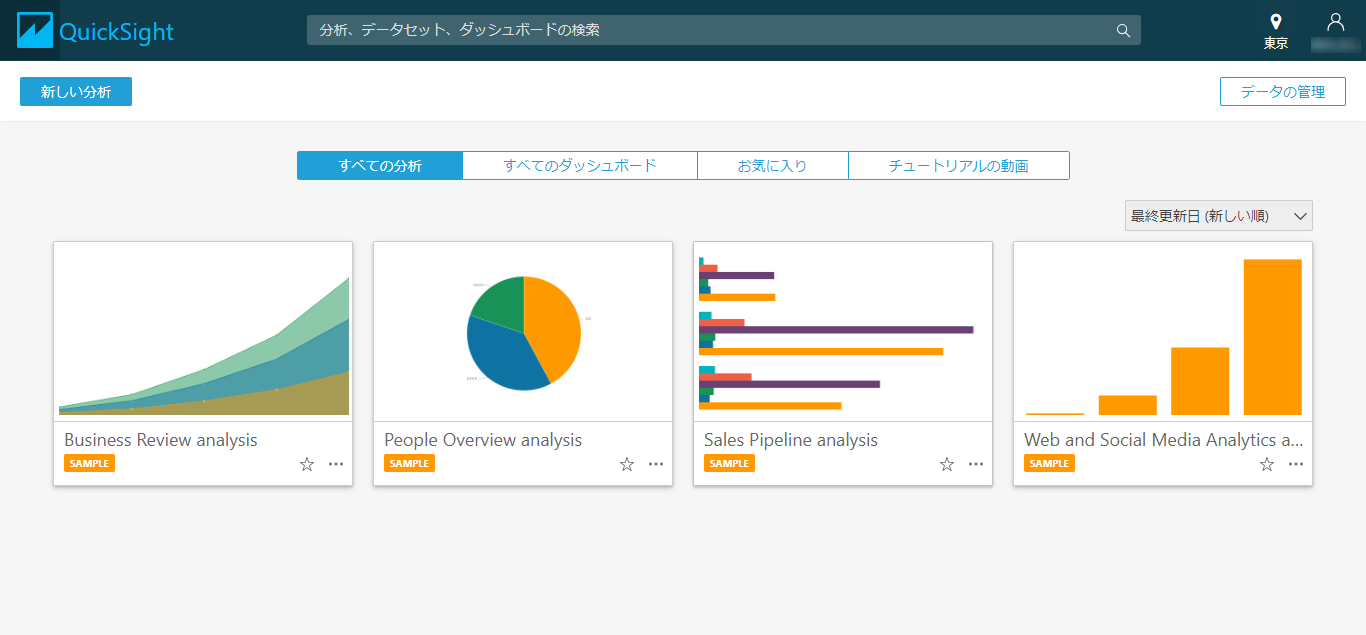 QuickSight
分析、データセット、ダッシュボードの検索
東京
新しい分析
データの管理
すべての分析
すべてのダッシュボード
お気に入り
チュートリアルの動画
最終更新日 (新しい順)
Business Review analysis
SAMPLE
People Overview analysis
SAMPLE
Sales Pipeline analysis
SAMPLE
Web and Social Media Analytics a...
SAMPLE